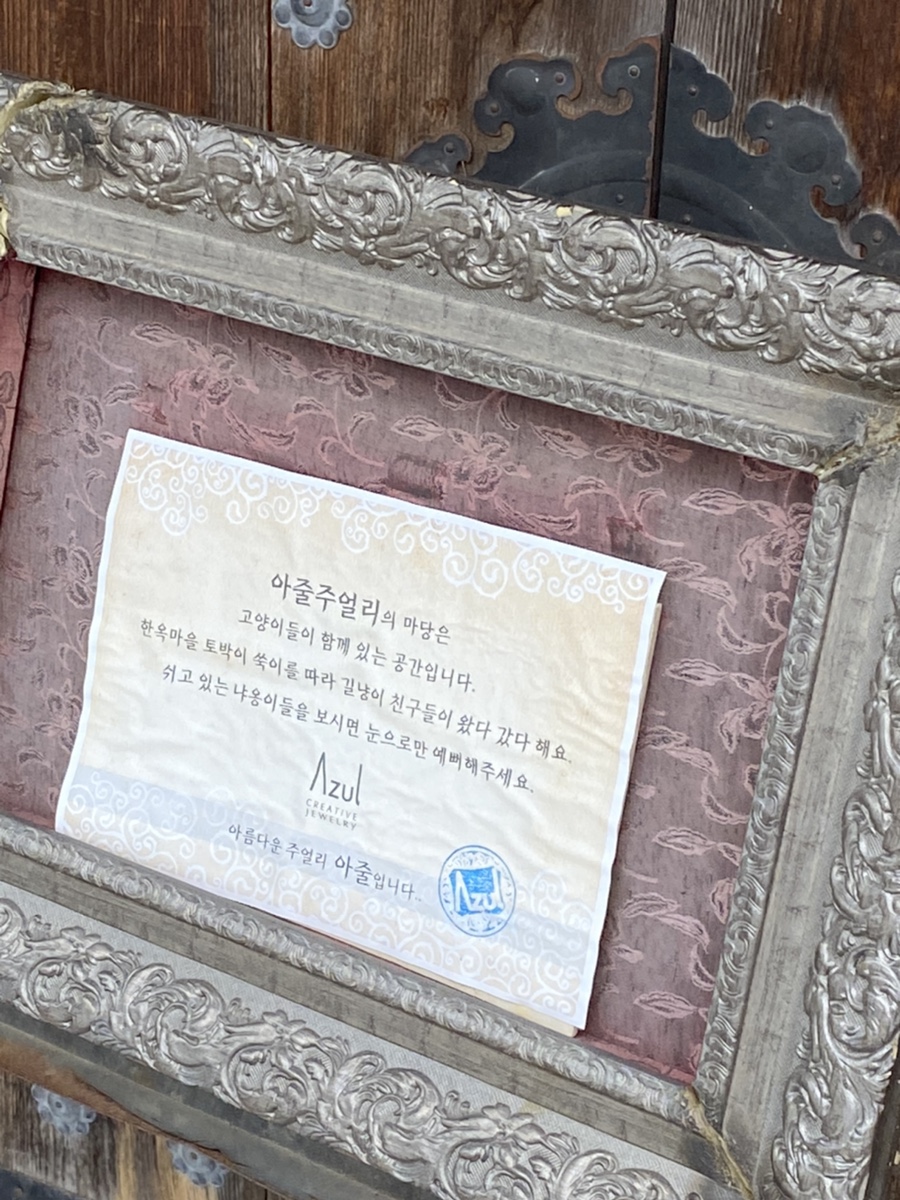 아줄주얼리의 마당은
고양이들이 함께 있는 공간입니다.
한옥마을 토박이 쑥이를 따라 길냥이 친구들이 왔다 갔다 해요.
쉬고 있는 냐옹이들을 보시면 눈으로만 예뻐해주세요.
Azul
CREATIVE
JEWELRY
아름다운 주얼리 아줄입니다..
Azul